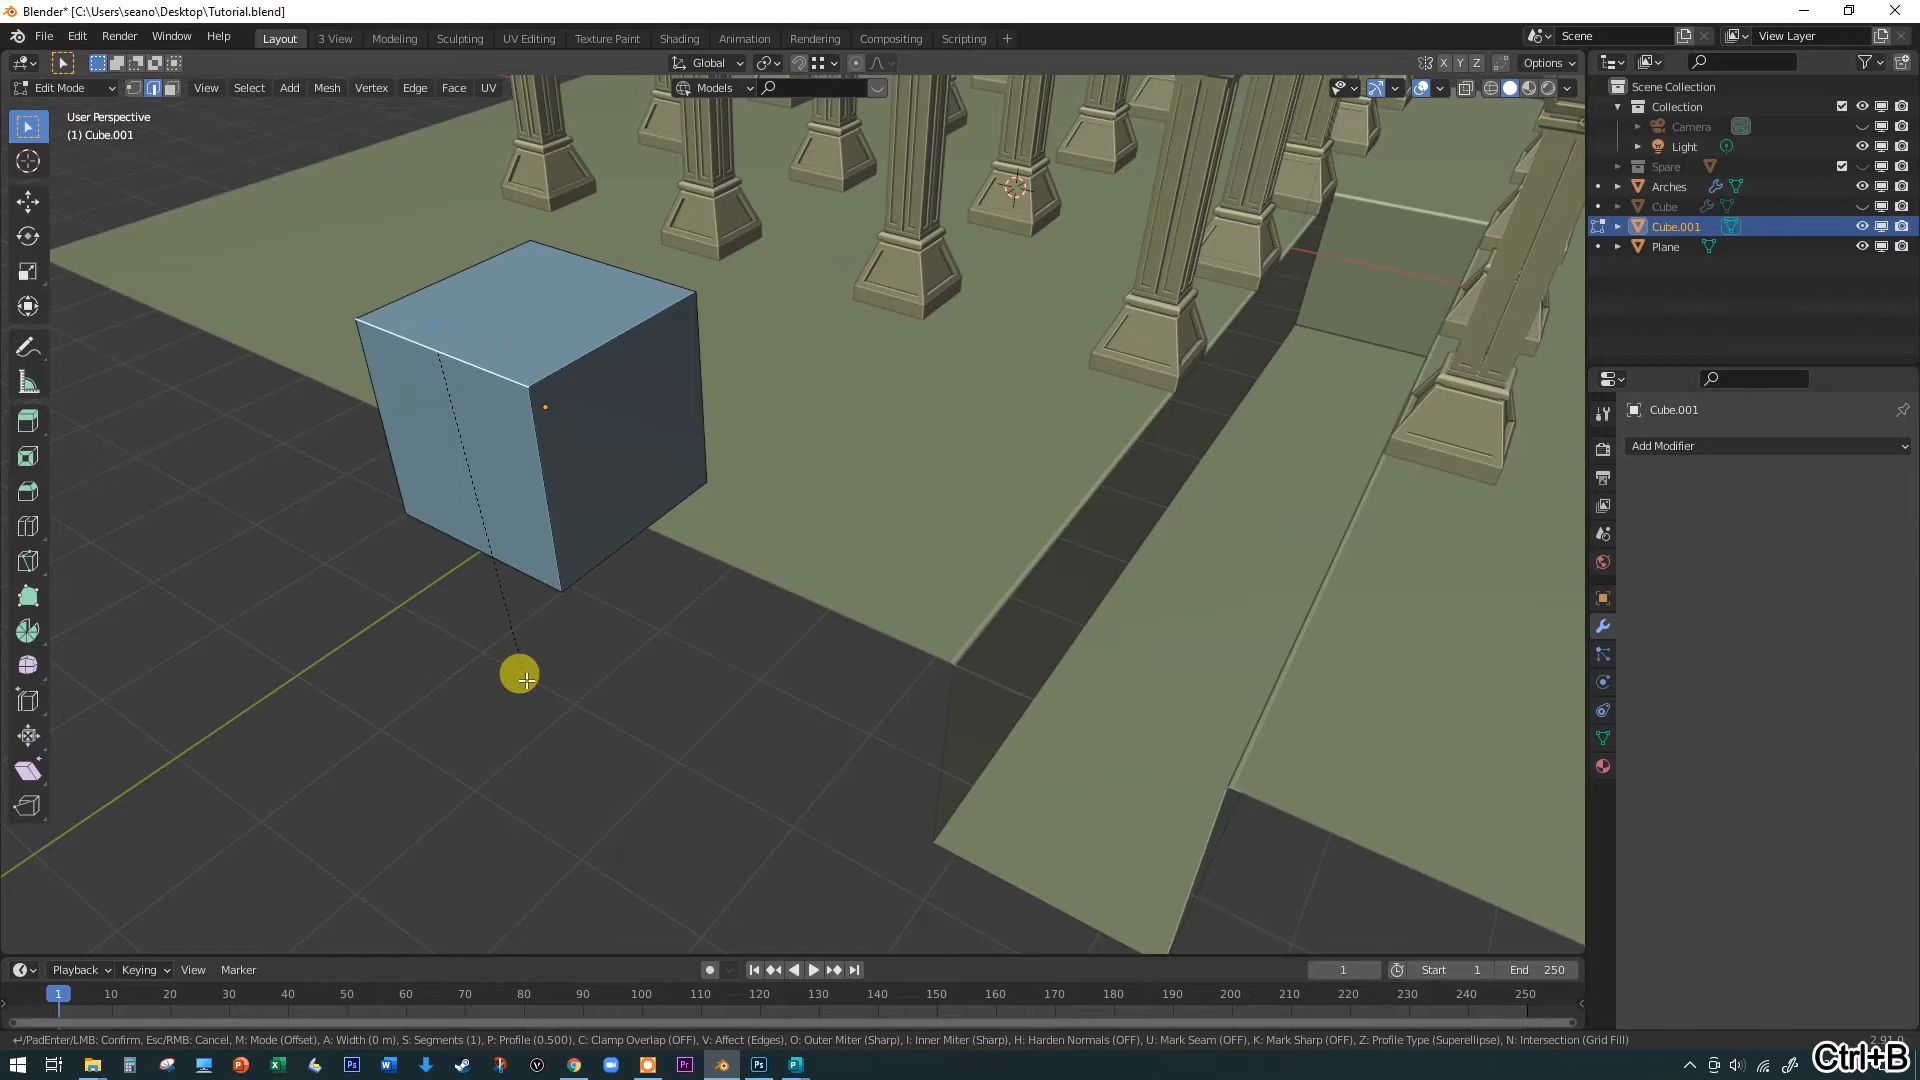 Blender* [C:\Users\seano\Desktop\Tutorial.blend]
File Edit Render Window Help Layout 3 View Modeling Sculpting UV Editing Texture Paint Shading Animation Rendering Compositing Scripting + Scene View Layer
Global X Y Z Options
Edit Mode View Select Add Mesh Vertex Edge Face UV Models
User Perspective
(1) Cube.001
Scene Collection
Collection
Camera
Light
Spare
Arches
Cube
Cube.001
Plane
Cube.001
Add Modifier
Playback Keying View Marker 1 Start 1 End 250
1 10 20 30 40 50 60 70 80 90 100 110 120 130 140 150 160 170 180 190 200 210 220 230 240 250
↵/PadEnter/LMB: Confirm, Esc/RMB: Cancel, M: Mode (Offset), A: Width (0 m), S: Segments (1), P: Profile (0.500), C: Clamp Overlap (OFF), V: Affect (Edges), O: Outer Miter (Sharp), I: Inner Miter (Sharp), H: Harden Normals (OFF), U: Mark Seam (OFF), K: Mark Sharp (OFF), Z: Profile Type (Superellipse), N: Intersection (Grid Fill)
Ctrl+B